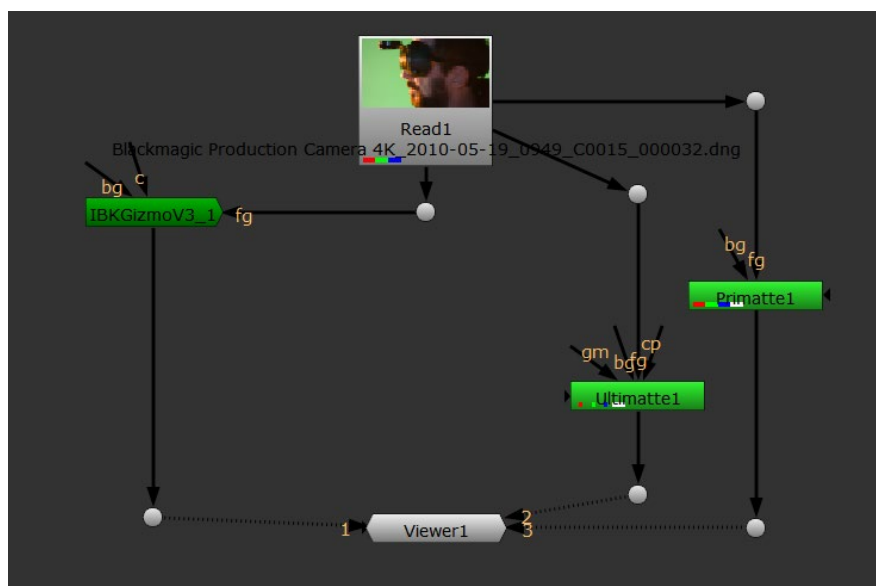 Read1
Blackmagic Production Camera 4K_2010-05-19_0949_C0015_000032.dng
bg
c
IBKGizmoV3_1
fg
bg
fg
Primatte1
gm
bg
fg
cp
Ultimatte1
1
Viewer1
2
3